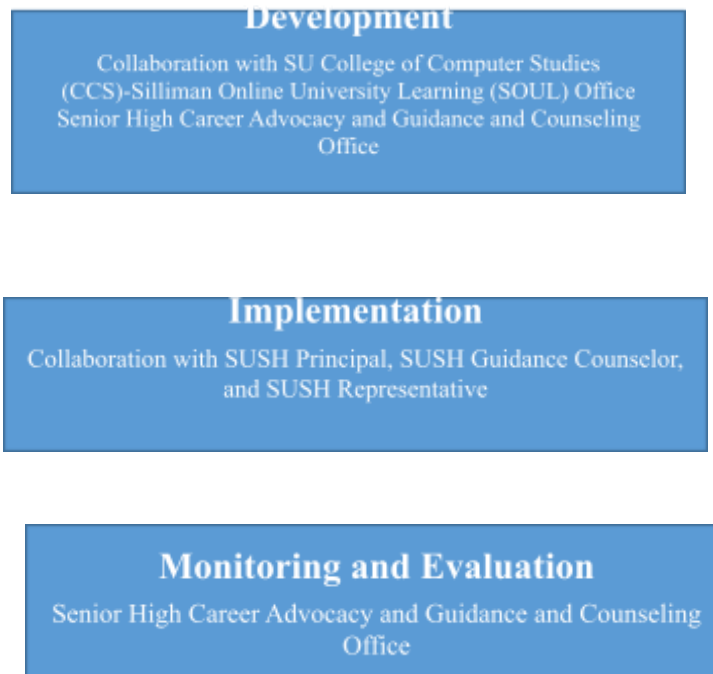 Development
Collaboration with SU College of Computer Studies
(CCS)-Silliman Online University Learning (SOUL) Office
Senior High Career Advocacy and Guidance and Counseling
Office
Implementation
Collaboration with SUSH Principal, SUSH Guidance Counselor,
and SUSH Representative
Monitoring and Evaluation
Senior High Career Advocacy and Guidance and Counseling
Office